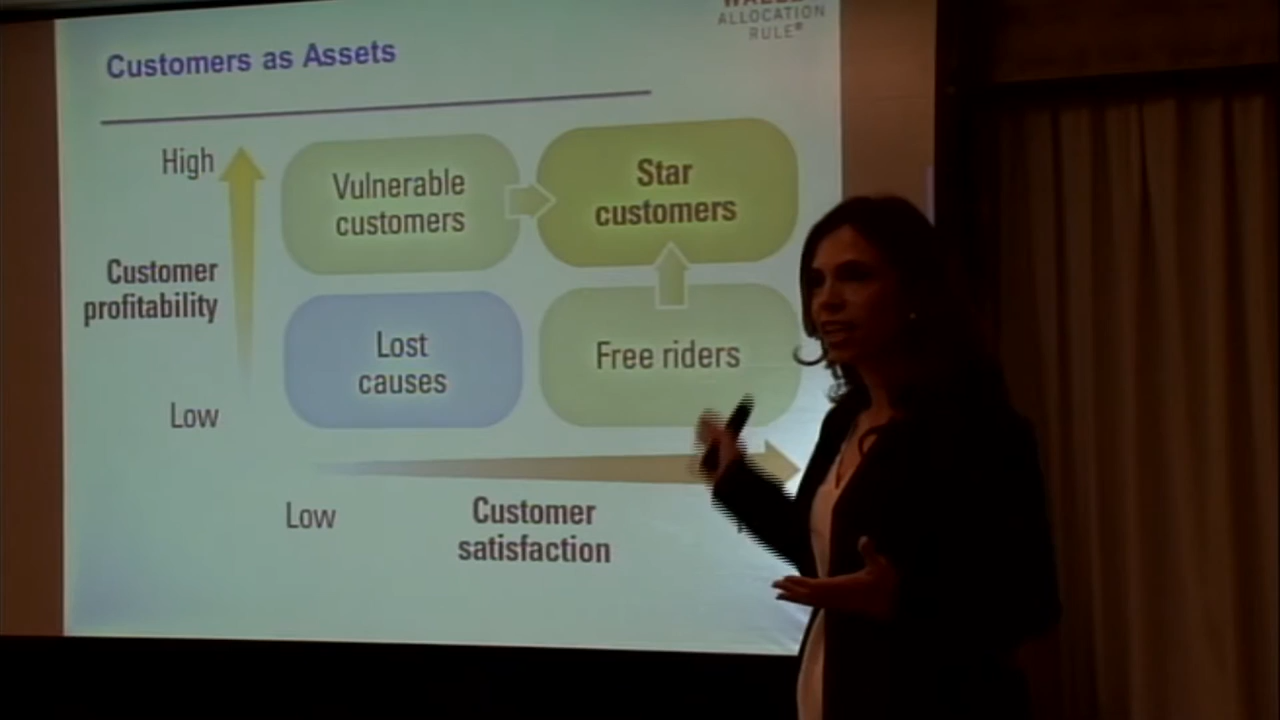 ALLOCATION
RULE®
Customers as Assets
High
Vulnerable
customers
Star
customers
Customer
profitability
Lost
causes
Free riders
Low
Low
Customer
satisfaction